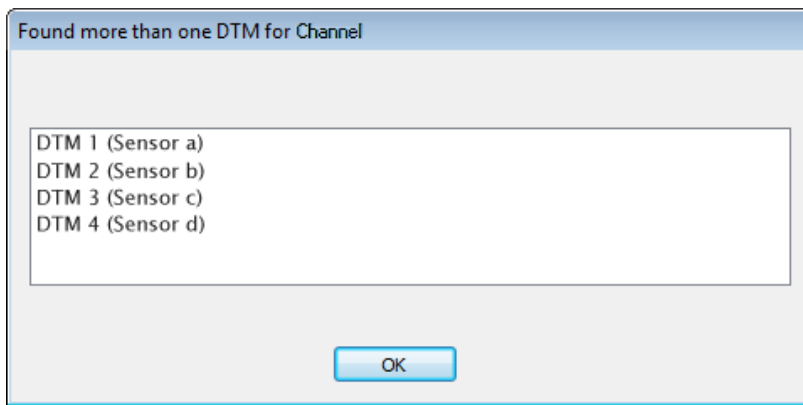 Found more than one DTM for Channel
DTM 1 (Sensor a)
DTM 2 (Sensor b)
DTM 3 (Sensor c)
DTM 4 (Sensor d)
OK